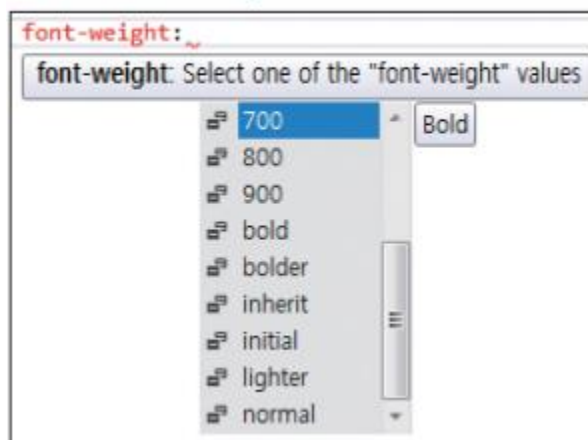 font-weight:
font-weight: Select one of the "font-weight" values
700 Bold
800
900
bold
bolder
inherit
initial
lighter
normal